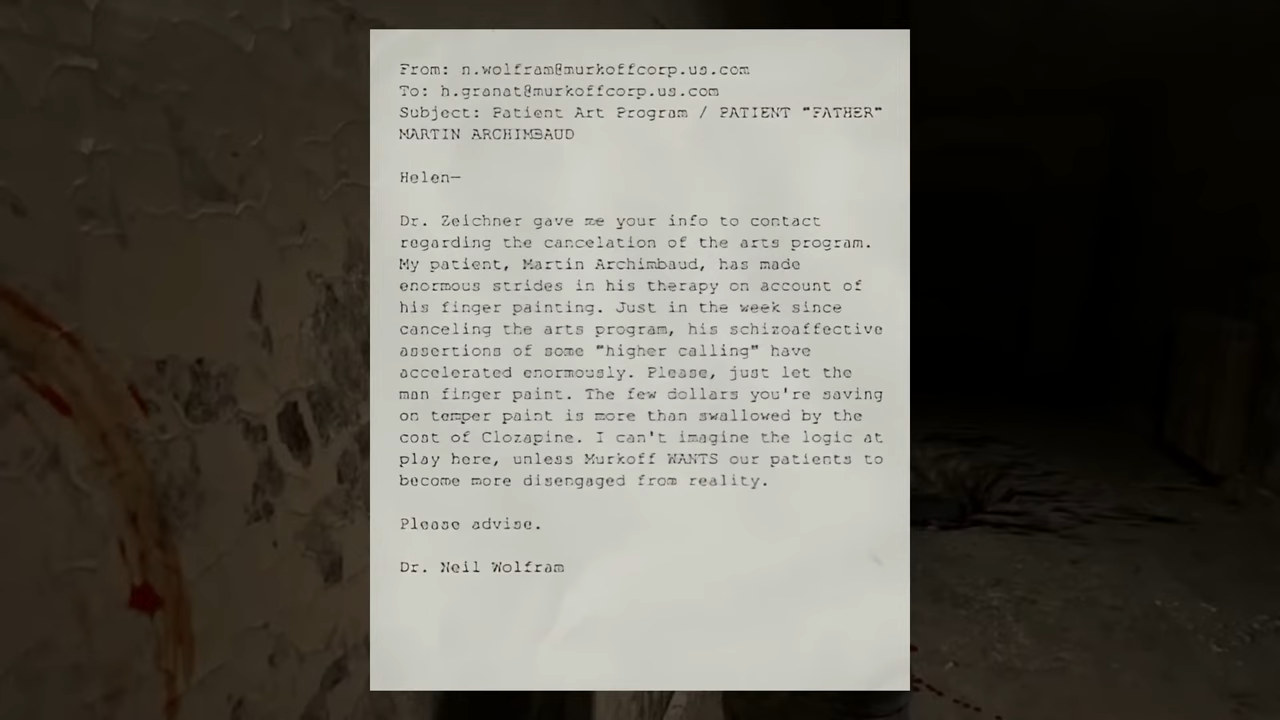 From: n.wolfram@murkoffcorp.us.com
To: h.granat@murkoffcorp.us.com
Subject: Patient Art Program / PATIENT "FATHER"
MARTIN ARCHIMBAUD
Helen—
Dr. Zeichner gave me your info to contact
regarding the cancelation of the arts program.
My patient, Martin Archimbaud, has made
enormous strides in his therapy on account of
his finger painting. Just in the week since
canceling the arts program, his schizoaffective
assertions of some "higher calling" have
accelerated enormously. Please, just let the
man finger paint. The few dollars you're saving
on temper paint is more than swallowed by the
cost of Clozapine. I can't imagine the logic at
play here, unless Murkoff WANTS our patients to
become more disengaged from reality.
Please advise.
Dr. Neil Wolfram